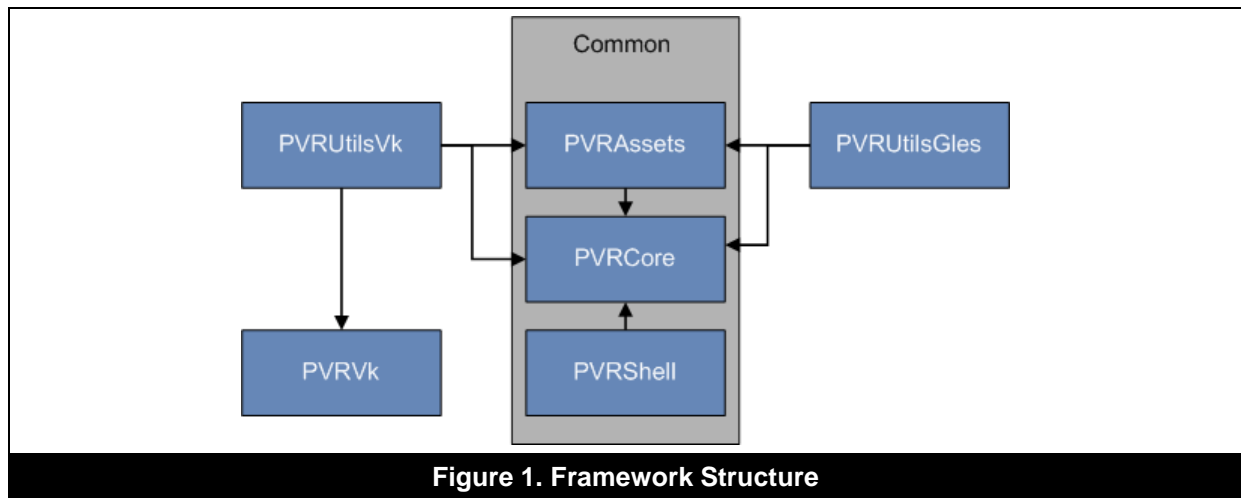 Common
PVRUtilsVk
PVRAssets
PVRUtilsGles
PVRCore
PVRVk
PVRShell
Figure 1. Framework Structure